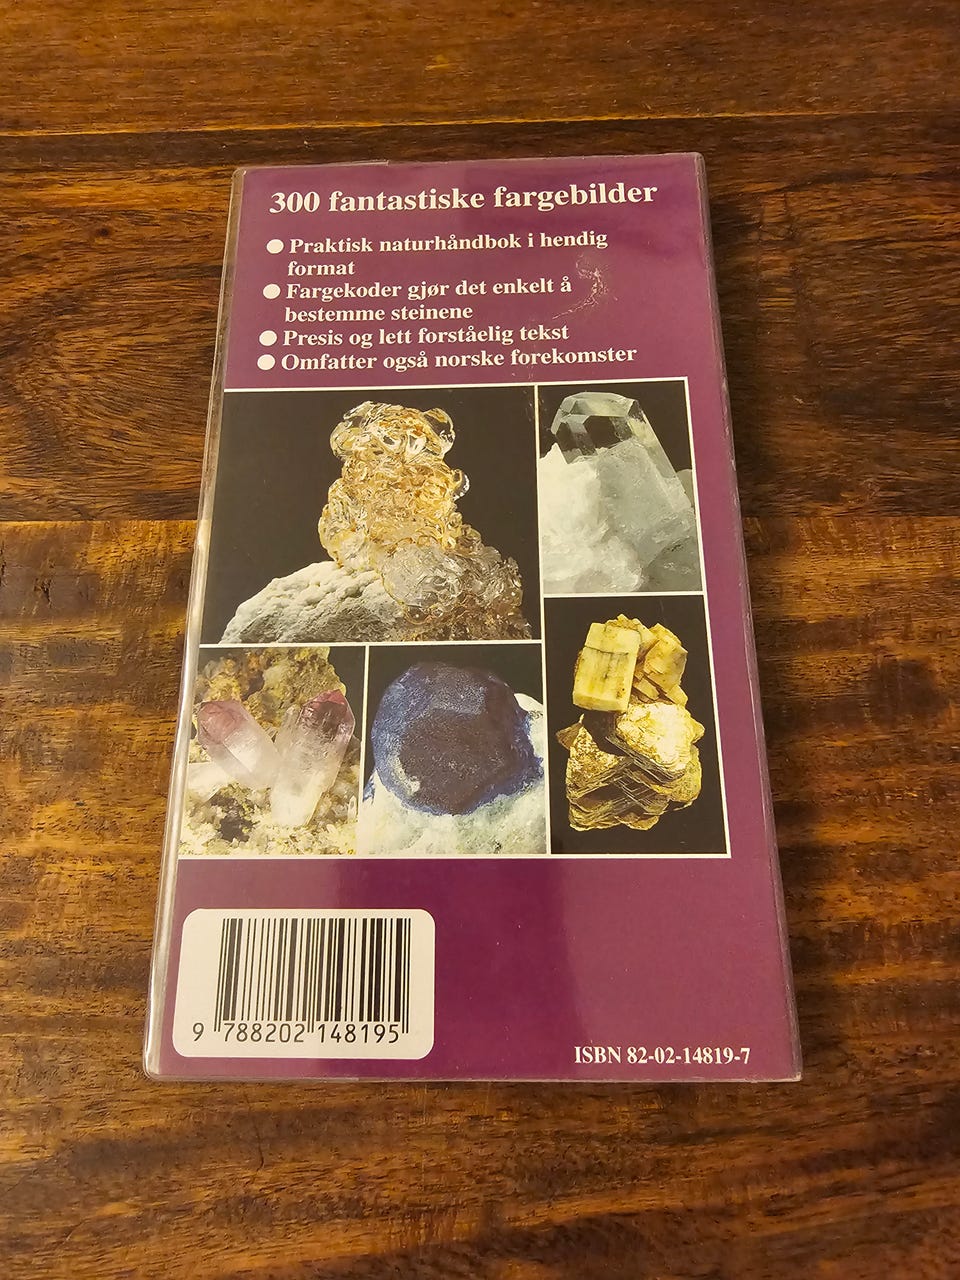 300 fantastiske fargebilder
● Praktisk naturhåndbok i hendig
format
● Fargekoder gjør det enkelt å
bestemme steinene
● Presis og lett forståelig tekst
● Omfatter også norske forekomster
9 788202 148195
ISBN 82-02-14819-7